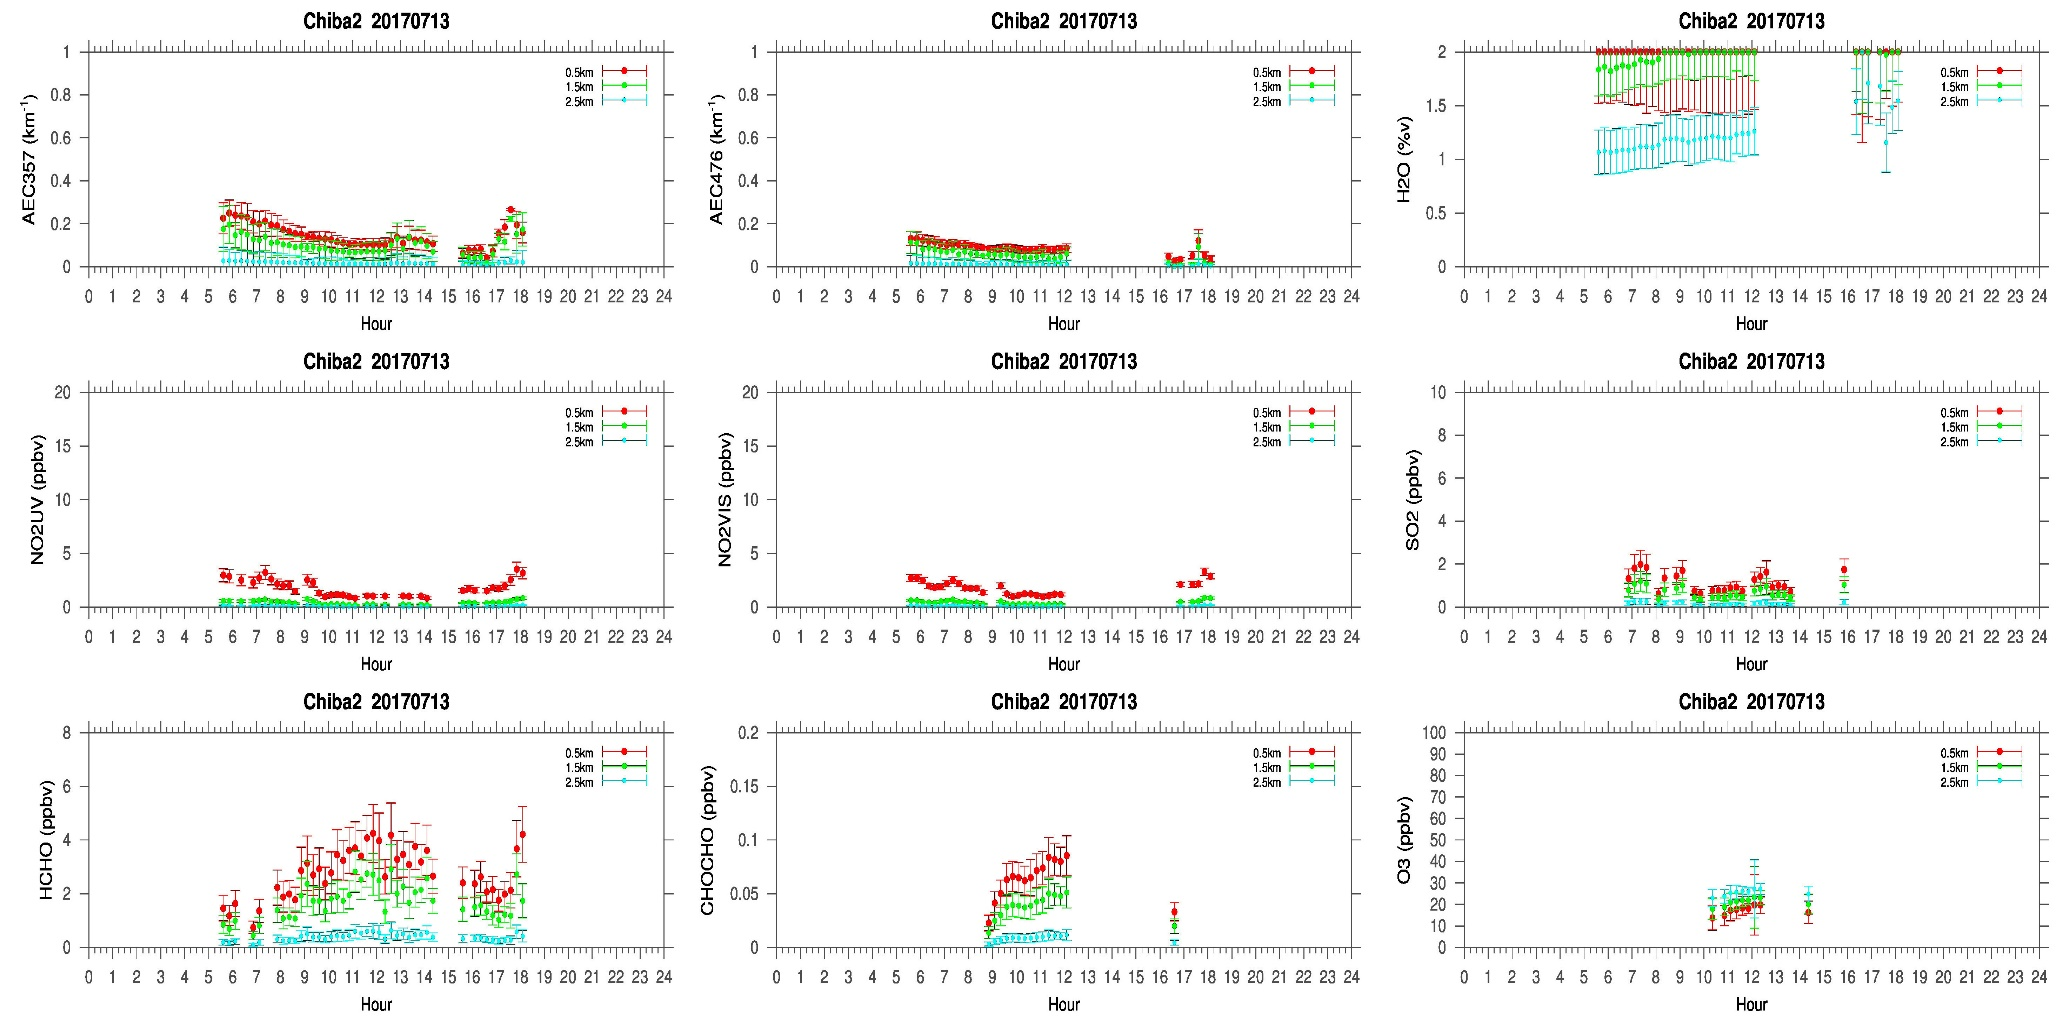 Chiba2 20170713
AEC357 (km-1)
1
0.8
0.6
0.4
0.2
0
0.5km
1.5km
2.5km
0 1 2 3 4 5 6 7 8 9 10 11 12 13 14 15 16 17 18 19 20 21 22 23 24
Hour
Chiba2 20170713
AEC476 (km-1)
1
0.8
0.6
0.4
0.2
0
0.5km
1.5km
2.5km
0 1 2 3 4 5 6 7 8 9 10 11 12 13 14 15 16 17 18 19 20 21 22 23 24
Hour
Chiba2 20170713
H2O (%v)
2
1.5
1
0.5
0
0.5km
1.5km
2.5km
0 1 2 3 4 5 6 7 8 9 10 11 12 13 14 15 16 17 18 19 20 21 22 23 24
Hour
Chiba2 20170713
NO2UV (ppbv)
20
15
10
5
0
0.5km
1.5km
2.5km
0 1 2 3 4 5 6 7 8 9 10 11 12 13 14 15 16 17 18 19 20 21 22 23 24
Hour
Chiba2 20170713
NO2VIS (ppbv)
20
15
10
5
0
0.5km
1.5km
2.5km
0 1 2 3 4 5 6 7 8 9 10 11 12 13 14 15 16 17 18 19 20 21 22 23 24
Hour
Chiba2 20170713
SO2 (ppbv)
10
8
6
4
2
0
0.5km
1.5km
2.5km
0 1 2 3 4 5 6 7 8 9 10 11 12 13 14 15 16 17 18 19 20 21 22 23 24
Hour
Chiba2 20170713
HCHO (ppbv)
8
6
4
2
0
0.5km
1.5km
2.5km
0 1 2 3 4 5 6 7 8 9 10 11 12 13 14 15 16 17 18 19 20 21 22 23 24
Hour
Chiba2 20170713
CHOCHO (ppbv)
0.2
0.15
0.1
0.05
0
0.5km
1.5km
2.5km
0 1 2 3 4 5 6 7 8 9 10 11 12 13 14 15 16 17 18 19 20 21 22 23 24
Hour
Chiba2 20170713
O3 (ppbv)
100
90
80
70
60
50
40
30
20
10
0
0.5km
1.5km
2.5km
0 1 2 3 4 5 6 7 8 9 10 11 12 13 14 15 16 17 18 19 20 21 22 23 24
Hour